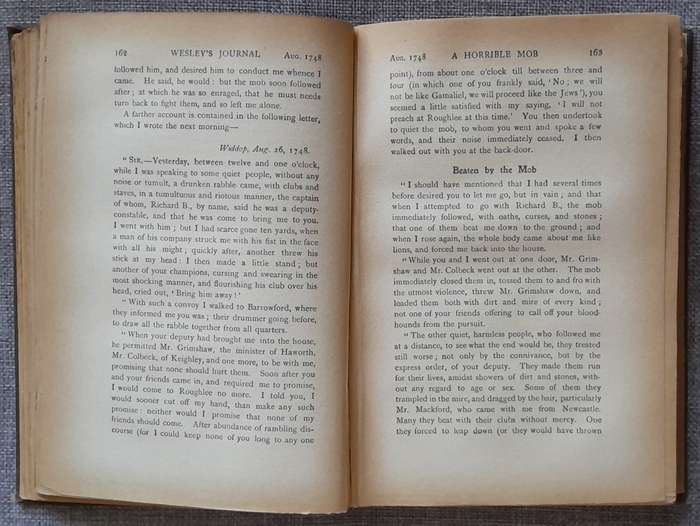 162 WESLEY'S JOURNAL Aug. 1748
followed him, and desired him to conduct me whence I
came. He said, he would: but the mob soon followed
after; at which he was so enraged, that he must needs
turn back to fight them, and so left me alone.
A farther account is contained in the following letter,
which I wrote the next morning—
Widdop, Aug. 26, 1748.
"Sir,—Yesterday, between twelve and one o'clock,
while I was speaking to some quiet people, without any
noise or tumult, a drunken rabble came, with clubs and
staves, in a tumultuous and riotous manner, the captain
of whom, Richard B., by name, said he was a deputy-
constable, and that he was come to bring me to you.
I went with him; but I had scarce gone ten yards, when
a man of his company struck me with his fist in the face
with all his might; quickly after, another threw his
stick at my head: I then made a little stand; but
another of your champions, cursing and swearing in the
most shocking manner, and flourishing his club over his
head, cried out, 'Bring him away!'
"With such a convoy I walked to Barrowford, where
they informed me you was; their drummer going before,
to draw all the rabble together from all quarters.
"When your deputy had brought me into the house,
he permitted Mr. Grimshaw, the minister of Haworth,
Mr. Colbeck, of Keighley, and one more, to be with me,
promising that none should hurt them. Soon after you
and your friends came in, and required me to promise,
I would come to Roughlee no more. I told you, I
would sooner cut off my hand, than make any such
promise: neither would I promise that none of my
friends should come. After abundance of rambling dis-
course (for I could keep none of you long to any one
Aug. 1748 A HORRIBLE MOB 163
point), from about one o'clock till between three and
four (in which one of you frankly said, 'No; we will
not be like Gamaliel, we will proceed like the Jews'), you
seemed a little satisfied with my saying, 'I will not
preach at Roughlee at this time.' You then undertook
to quiet the mob, to whom you went and spoke a few
words, and their noise immediately ceased. I then
walked out with you at the back-door.
Beaten by the Mob
"I should have mentioned that I had several times
before desired you to let me go, but in vain; and that
when I attempted to go with Richard B., the mob
immediately followed, with oaths, curses, and stones;
that one of them beat me down to the ground; and
when I rose again, the whole body came about me like
lions, and forced me back into the house.
"While you and I went out at one door, Mr. Grim-
shaw and Mr. Colbeck went out at the other. The mob
immediately closed them in, tossed them to and fro with
the utmost violence, threw Mr. Grimshaw down, and
loaded them both with dirt and mire of every kind;
not one of your friends offering to call off your blood-
hounds from the pursuit.
"The other quiet, harmless people, who followed me
at a distance, to see what the end would be, they treated
still worse; not only by the connivance, but by the
express order, of your deputy. They made them run
for their lives, amidst showers of dirt and stones, with-
out any regard to age or sex. Some of them they
trampled in the mire, and dragged by the hair, particularly
Mr. Mackford, who came with me from Newcastle.
Many they beat with their clubs without mercy. One
they forced to leap down (or they would have thrown